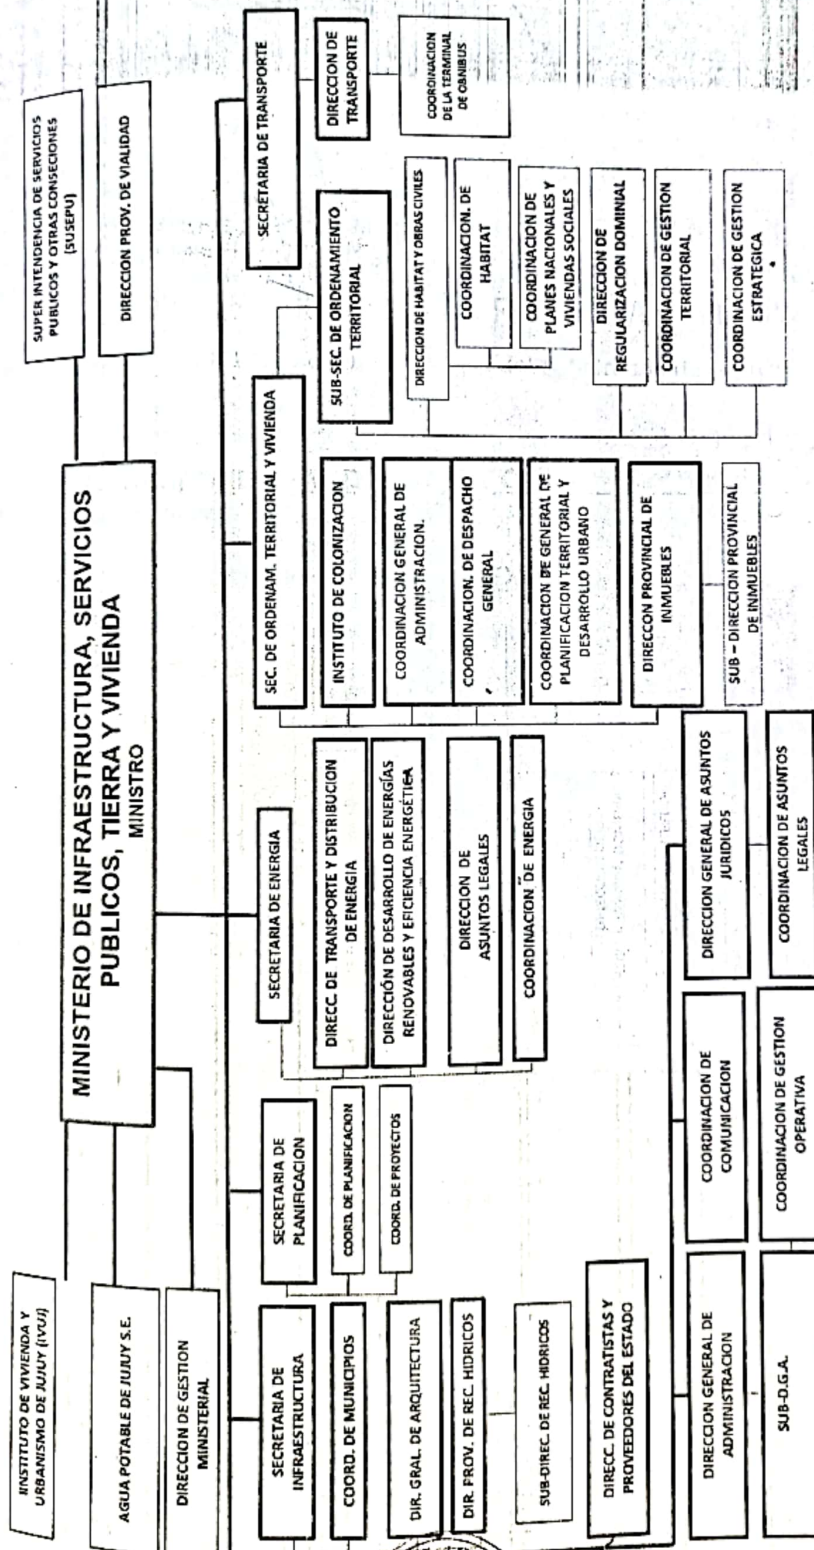 MINISTERIO DE INFRAESTRUCTURA, SERVICIOS
PUBLICOS, TIERRA Y VIVIENDA
MINISTRO
IINSTITUTO DE VIVIENDA Y
URBANISMO DE JUJUY (IVUJ)
AGUA POTABLE DE JUJUY S.E.
DIRECCION DE GESTION
MINISTERIAL
SUPER INTENDENCIA DE SERVICIOS
PUBLICOS Y OTRAS CONSECIONES
(SUSEPU)
DIRECCION PROV. DE VIALIDAD
SECRETARIA DE
INFRAESTRUCTURA
COORD. DE MUNICIPIOS
DIR. GRAL. DE ARQUITECTURA
DIR. PROV. DE REC. HIDRICOS
SUB-DIREC. DE REC. HIDRICOS
DIRECC. DE CONTRATISTAS Y
PROVEEDORES DEL ESTADO
SECRETARIA DE
PLANIFICACION
COORD. DE PLANIFICACION
COORD. DE PROYECTOS
SECRETARIA DE ENERGIA
DIRECC. DE TRANSPORTE Y DISTRIBUCION
DE ENERGIA
DIRECCIÓN DE DESARROLLO DE ENERGÍAS
RENOVABLES Y EFICIENCIA ENERGÉTICA
DIRECCION DE
ASUNTOS LEGALES
COORDINACION DE ENERGIA
SEC. DE ORDENAM. TERRITORIAL Y VIVIENDA
INSTITUTO DE COLONIZACION
COORDINACION GENERAL DE
ADMINISTRACION.
COORDINACION. DE DESPACHO
GENERAL
COORDINACION DE GENERAL DE
PLANIFICACION TERRITORIAL Y
DESARROLLO URBANO
DIRECCON PROVINCIAL DE
INMUEBLES
SUB – DIRECCION PROVINCIAL
DE INMUEBLES
SUB-SEC. DE ORDENAMIENTO
TERRITORIAL
DIRECCION DE HABITAT Y OBRAS CIVILES
COORDINACION. DE
HABITAT
COORDINACION DE
PLANES NACIONALES Y
VIVIENDAS SOCIALES
DIRECCION DE
REGULARIZACION DOMINIAL
COORDINACION DE GESTION
TERRITORIAL
COORDINACION DE GESTION
ESTRATEGICA
SECRETARIA DE TRANSPORTE
DIRECCION DE
TRANSPORTE
COORDINACION
DE LA TERMINAL
DE OBNIBUS
DIRECCION GENERAL DE
ADMINISTRACION
SUB-D.G.A.
COORDINACION DE
COMUNICACION
COORDINACION DE GESTION
OPERATIVA
DIRECCION GENERAL DE ASUNTOS
JURIDICOS
COORDINACION DE ASUNTOS
LEGALES